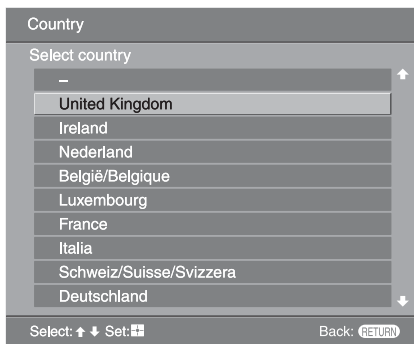 Country
Select country
–
United Kingdom
Ireland
Nederland
België/Belgique
Luxembourg
France
Italia
Schweiz/Suisse/Svizzera
Deutschland
Select: Set: Back: RETURN